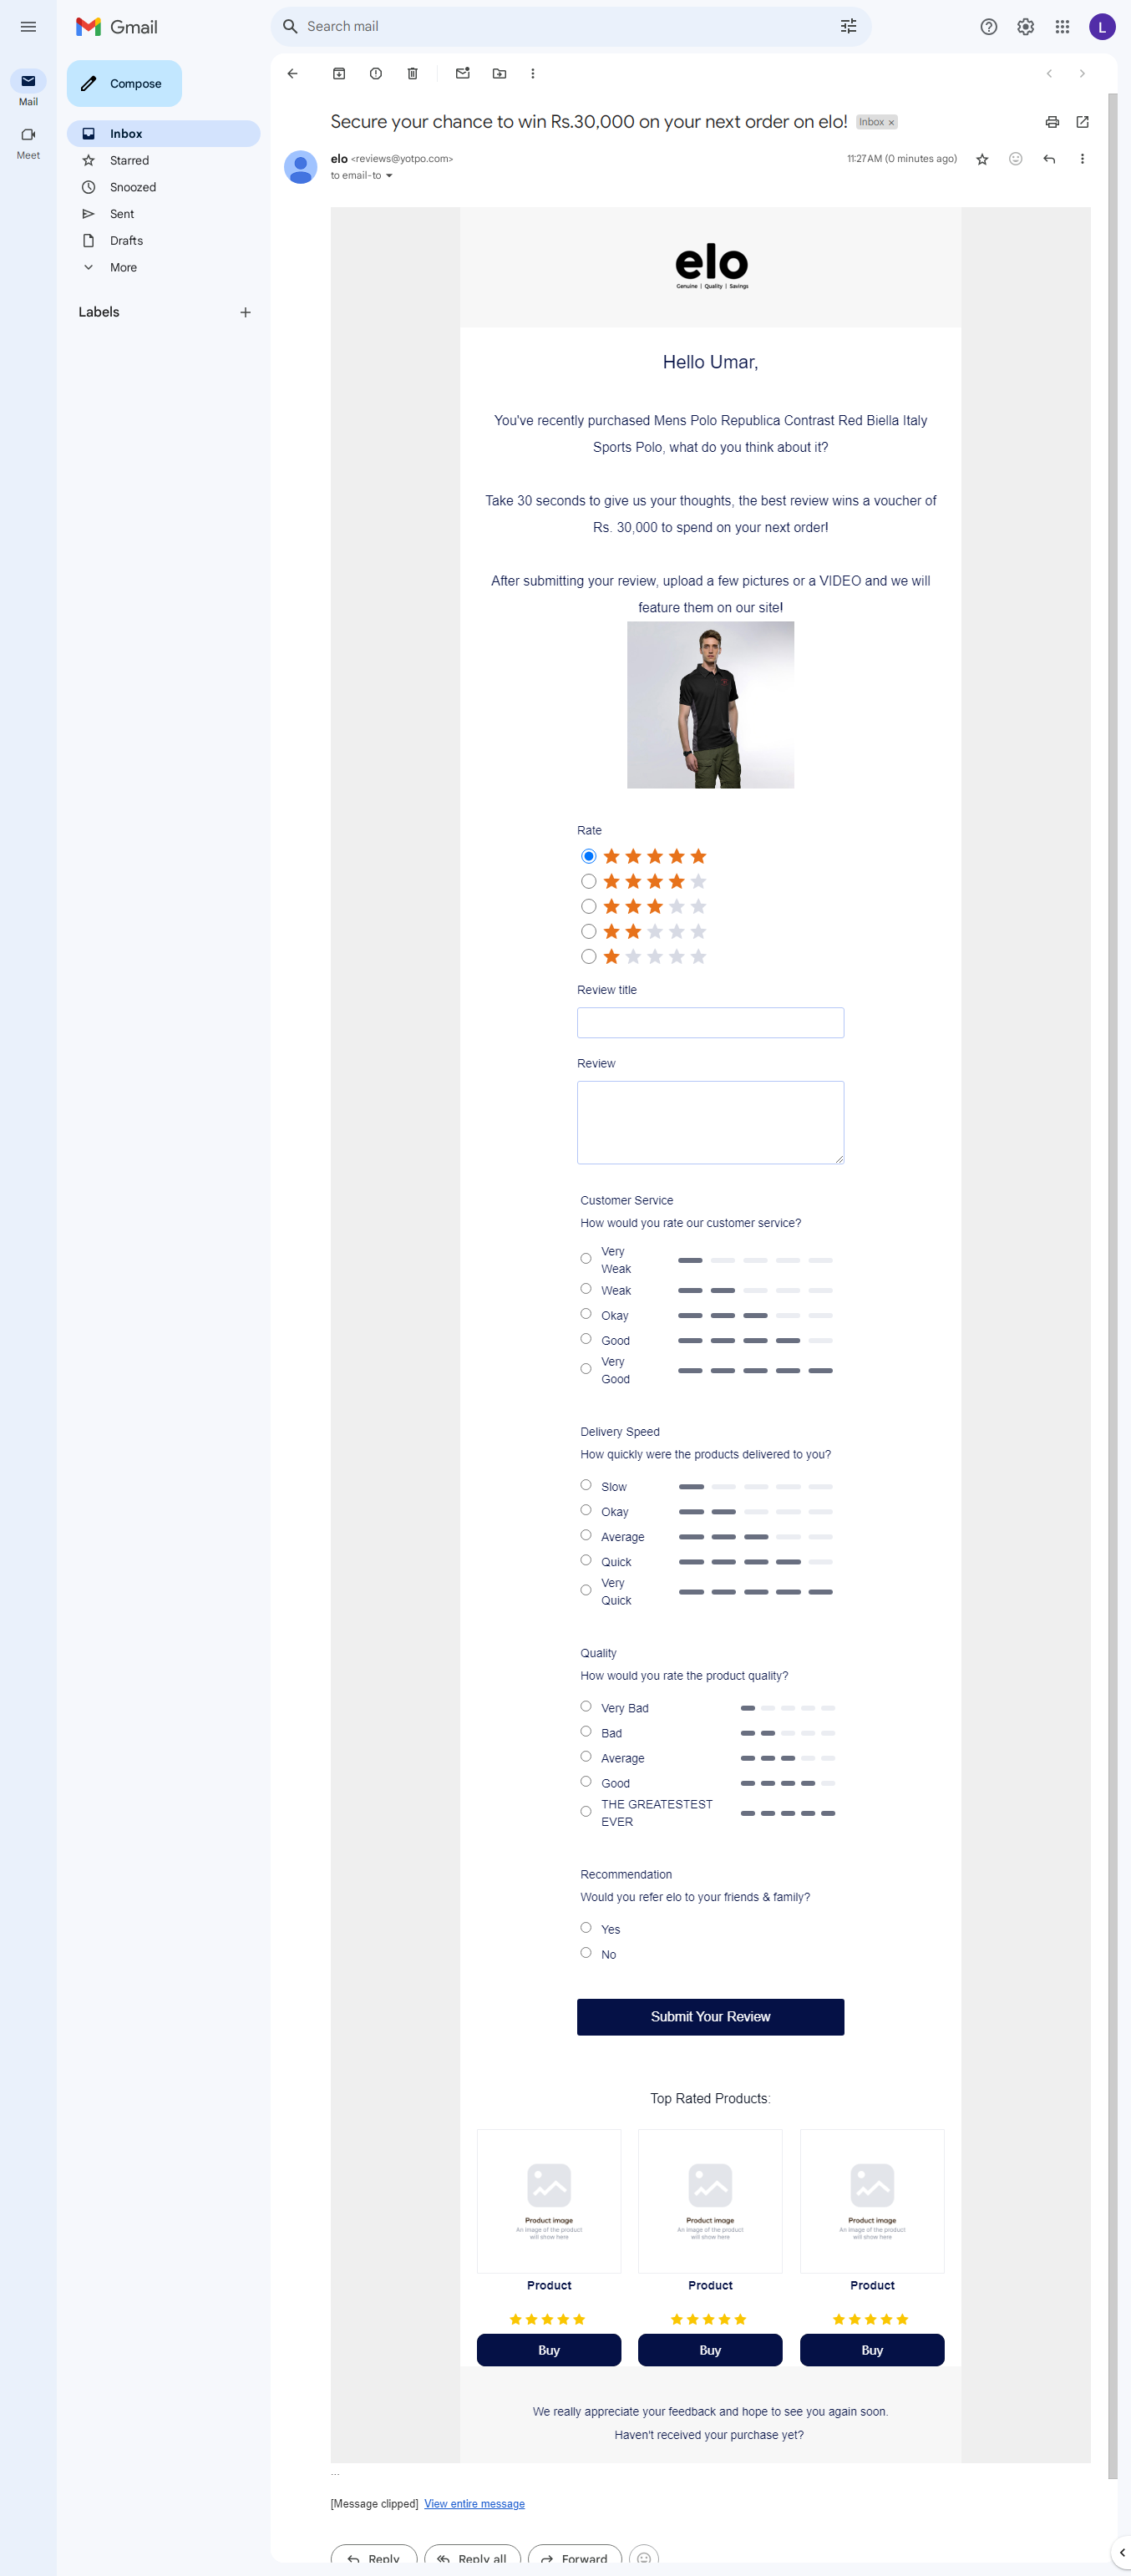 Gmail
Search mail
L
Mail
Meet
Compose
Inbox
Starred
Snoozed
Sent
Drafts
More
Labels
Secure your chance to win Rs.30,000 on your next order on elo! Inbox ×
elo <reviews@yotpo.com>
11:27 AM (0 minutes ago)
to email-to
elo
Genuine | Quality | Savings
Hello Umar,
You've recently purchased Mens Polo Republica Contrast Red Biella Italy
Sports Polo, what do you think about it?
Take 30 seconds to give us your thoughts, the best review wins a voucher of
Rs. 30,000 to spend on your next order!
After submitting your review, upload a few pictures or a VIDEO and we will
feature them on our site!
Rate
Review title
Review
Customer Service
How would you rate our customer service?
Very
Weak
Weak
Okay
Good
Very
Good
Delivery Speed
How quickly were the products delivered to you?
Slow
Okay
Average
Quick
Very
Quick
Quality
How would you rate the product quality?
Very Bad
Bad
Average
Good
THE GREATESTEST
EVER
Recommendation
Would you refer elo to your friends & family?
Yes
No
Submit Your Review
Top Rated Products:
Product image
An image of the product
will show here
Product
Buy
Product image
An image of the product
will show here
Product
Buy
Product image
An image of the product
will show here
Product
Buy
We really appreciate your feedback and hope to see you again soon.
Haven't received your purchase yet?
...
[Message clipped] View entire message
Reply
Reply all
Forward